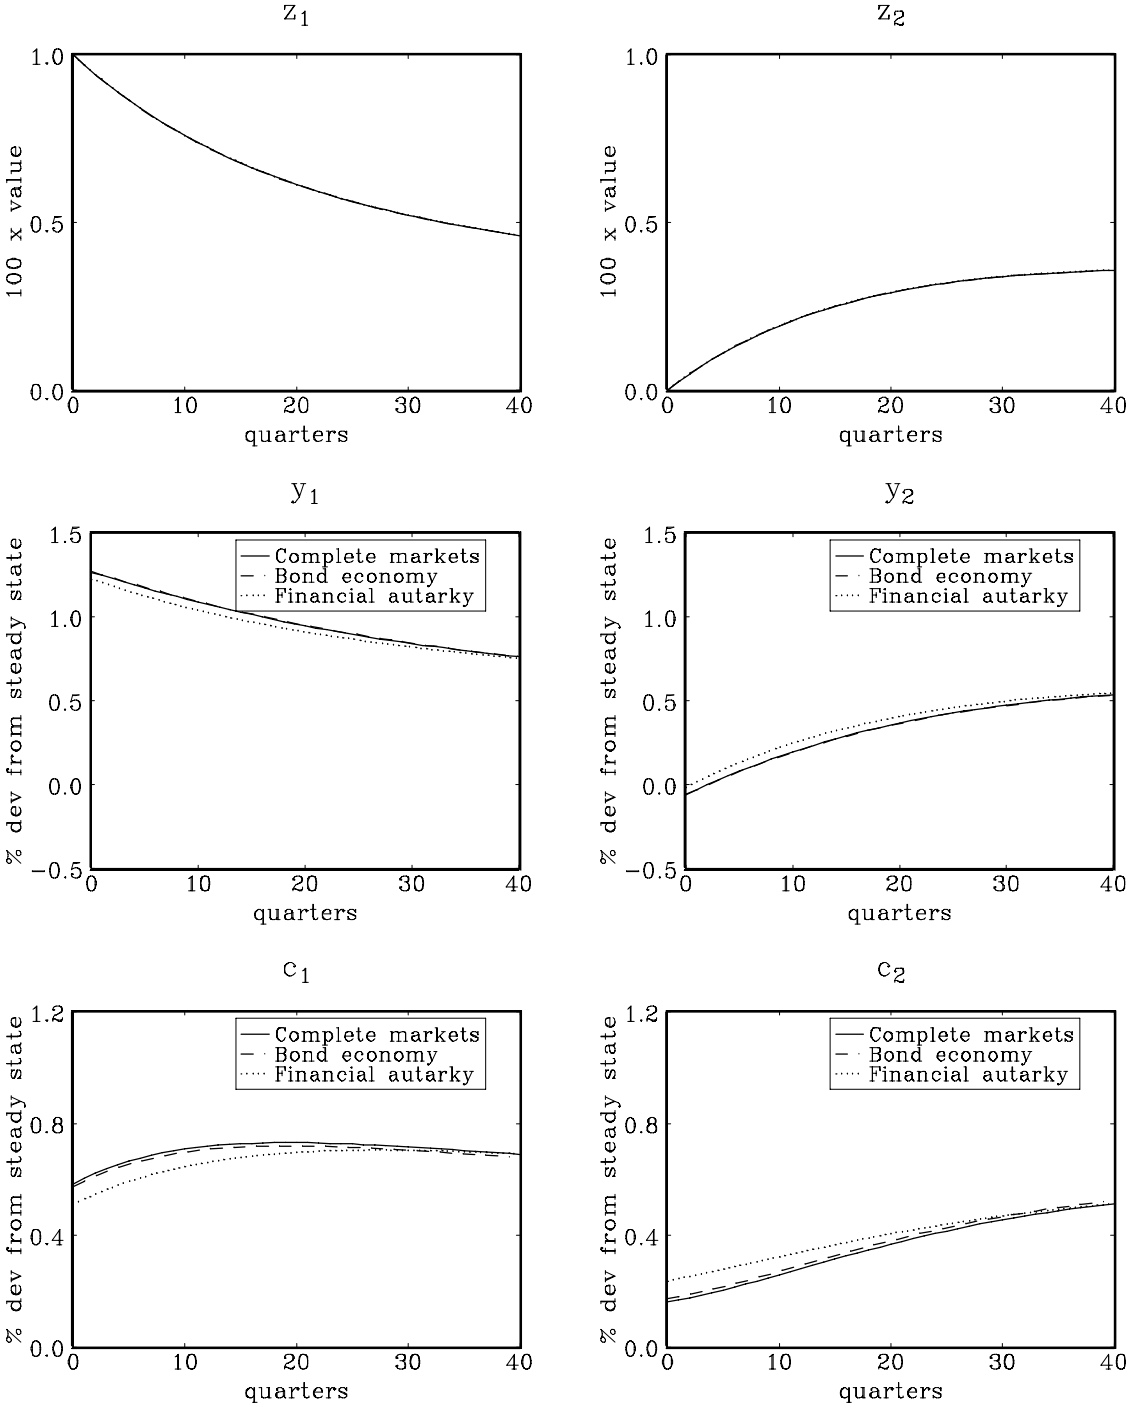 z1
z2
100 x value
1.0
0.5
0.0
0 10 20 30 40
quarters
100 x value
1.0
0.5
0.0
0 10 20 30 40
quarters
y1
y2
% dev from steady state
1.5
1.0
0.5
0.0
−0.5
Complete markets
Bond economy
Financial autarky
0 10 20 30 40
quarters
% dev from steady state
1.5
1.0
0.5
0.0
−0.5
Complete markets
Bond economy
Financial autarky
0 10 20 30 40
quarters
c1
c2
% dev from steady state
1.2
0.8
0.4
0.0
Complete markets
Bond economy
Financial autarky
0 10 20 30 40
quarters
% dev from steady state
1.2
0.8
0.4
0.0
Complete markets
Bond economy
Financial autarky
0 10 20 30 40
quarters